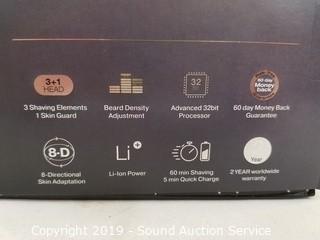 3+1
HEAD
32
60 day
Money
back
3 Shaving Elements
1 Skin Guard
Beard Density
Adjustment
Advanced 32bit
Processor
60 day Money Back
Guarantee
8-D
Li+
Year
8-Directional
Skin Adaptation
Li-Ion Power
60 min Shaving
5 min Quick Charge
2 YEAR worldwide
warranty
Copyright 2019 - Sound Auction Service